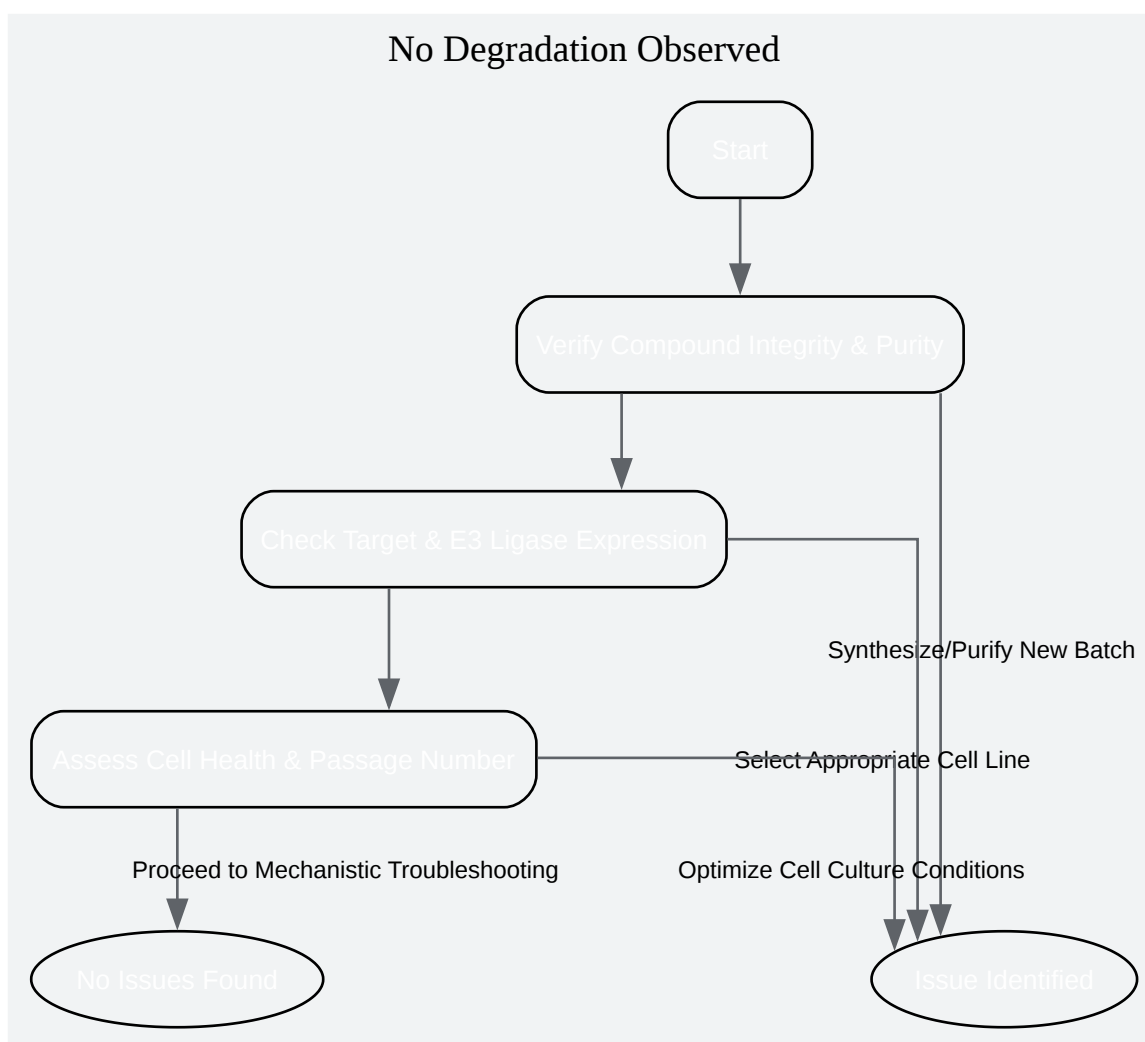 No Degradation Observed
Start
Verify Compound Integrity & Purity
Check Target & E3 Ligase Expression
Synthesize/Purify New Batch
Assess Cell Health & Passage Number
Select Appropriate Cell Line
Proceed to Mechanistic Troubleshooting
Optimize Cell Culture Conditions
No Issues Found
Issue Identified